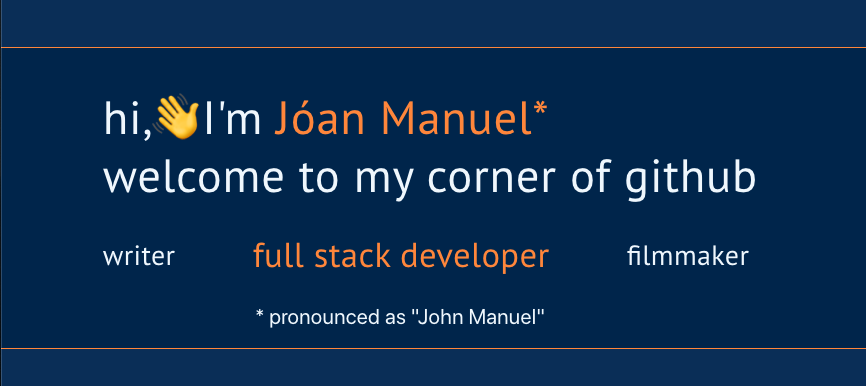 hi,👋I'm Jóan Manuel*
welcome to my corner of github
writer full stack developer filmmaker
* pronounced as "John Manuel"